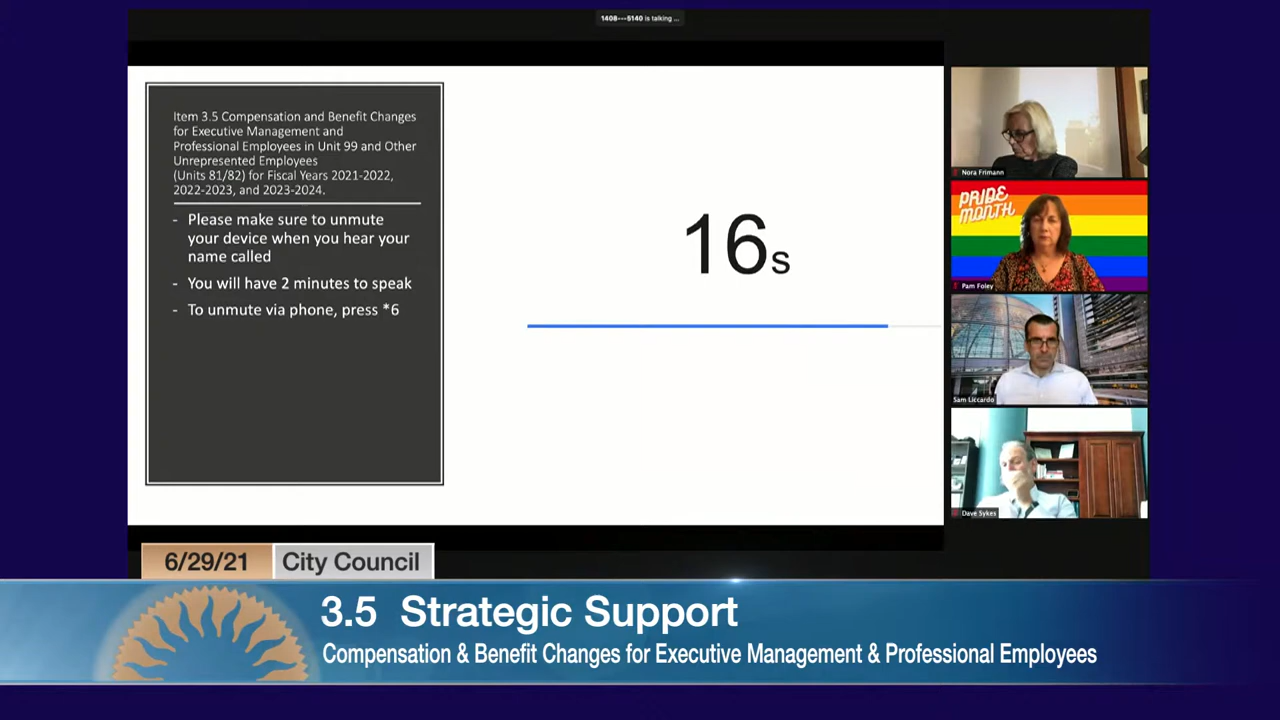 1408---5140 is talking ...
Item 3.5 Compensation and Benefit Changes
for Executive Management and
Professional Employees in Unit 99 and Other
Unrepresented Employees
(Units 81/82) for Fiscal Years 2021-2022,
2022-2023, and 2023-2024.
- Please make sure to unmute
your device when you hear your
name called
- You will have 2 minutes to speak
- To unmute via phone, press *6
16s
Nora Frimann
PRIDE
MONTH
Pam Foley
Sam Liccardo
Dave Sykes
6/29/21 City Council
3.5 Strategic Support
Compensation & Benefit Changes for Executive Management & Professional Employees